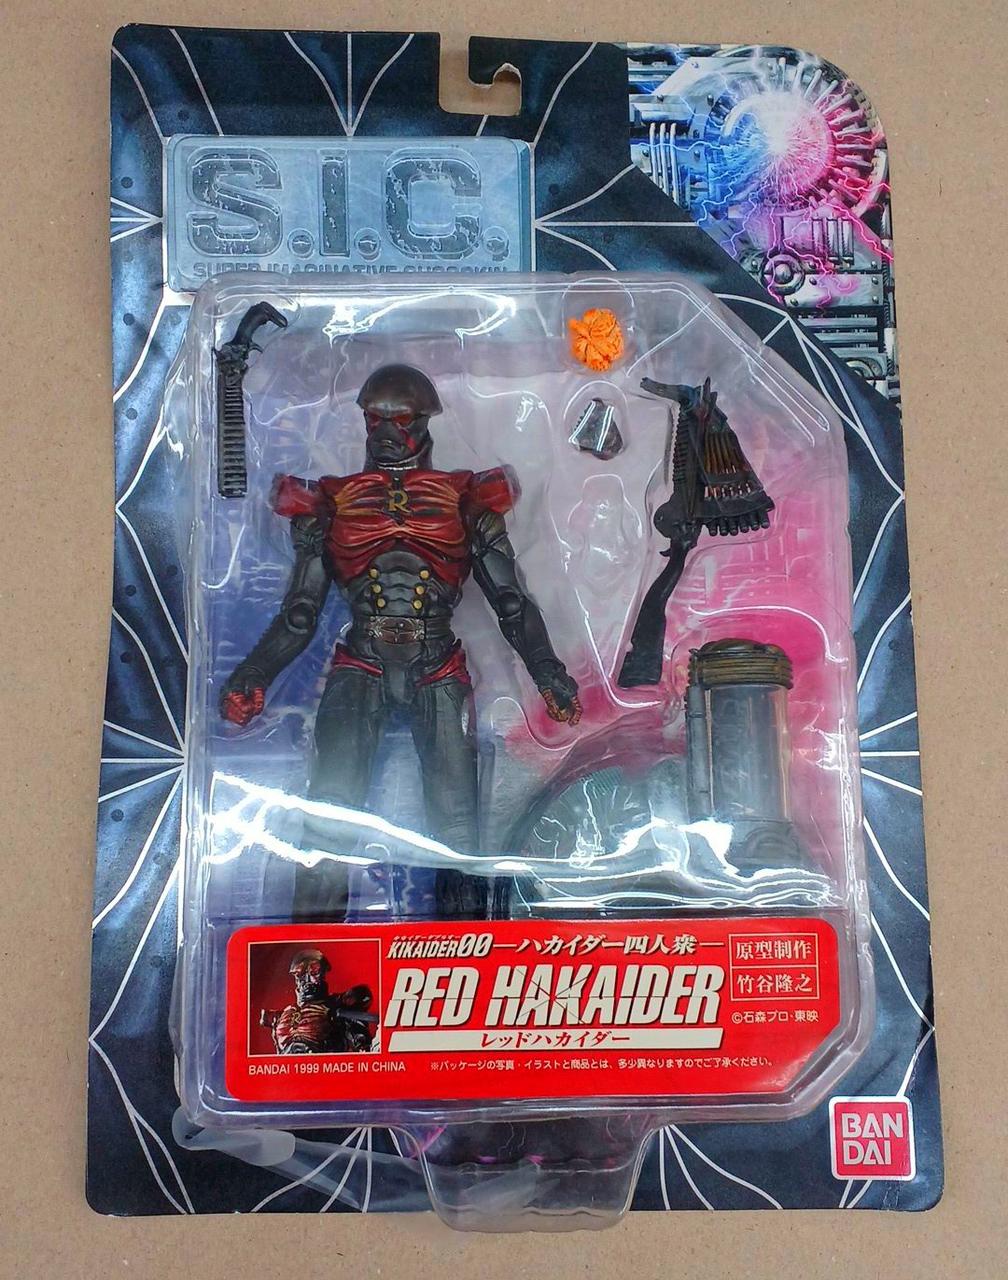 S.I.C.
SUPER IMAGINATIVE CHOGOKIN
R
キカイダーダブルオー
KIKAIDER00 ―ハカイダー四人衆―
RED HAKAIDER
レッドハカイダー
原型制作
竹谷隆之
©石森プロ・東映
BANDAI 1999 MADE IN CHINA ※パッケージの写真・イラストと商品とは、多少異なりますのでご了承ください。
BAN
DAI